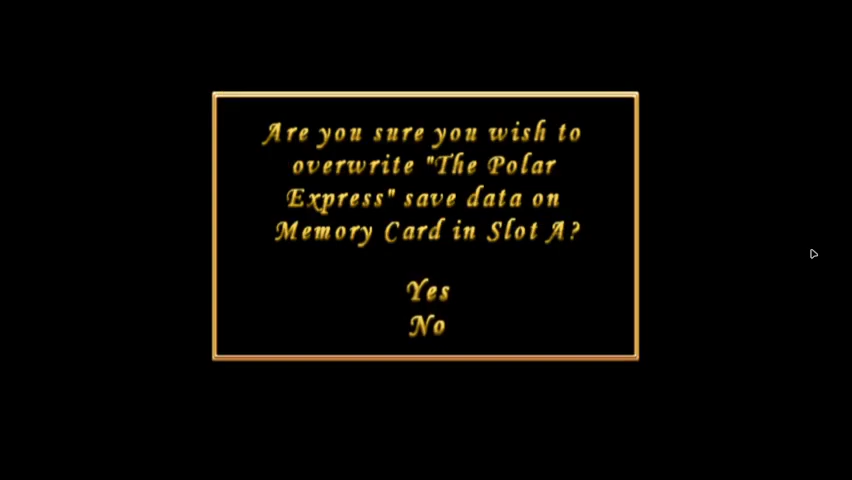 Are you sure you wish to
overwrite "The Polar
Express" save data on
Memory Card in Slot A?
Yes
No